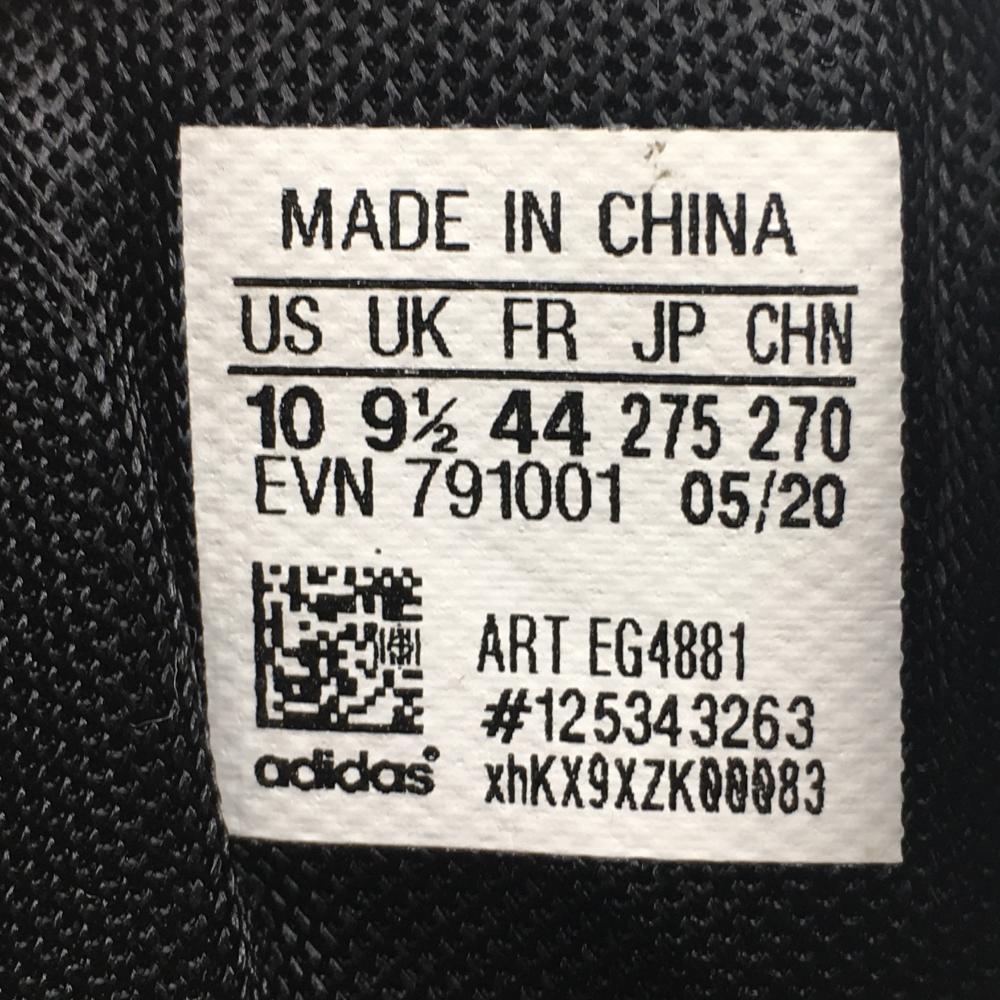 MADE IN CHINA
US UK FR JP CHN
10 9½ 44 275 270
EVN 791001 05/20
ART EG4881
#125343263
xhKX9XZK00083
adidas®